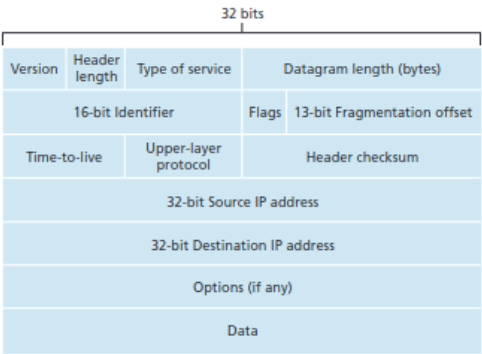 32 bits
Version
Header
length
Type of service
Datagram length (bytes)
16-bit Identifier
Flags
13-bit Fragmentation offset
Time-to-live
Upper-layer
protocol
Header checksum
32-bit Source IP address
32-bit Destination IP address
Options (if any)
Data